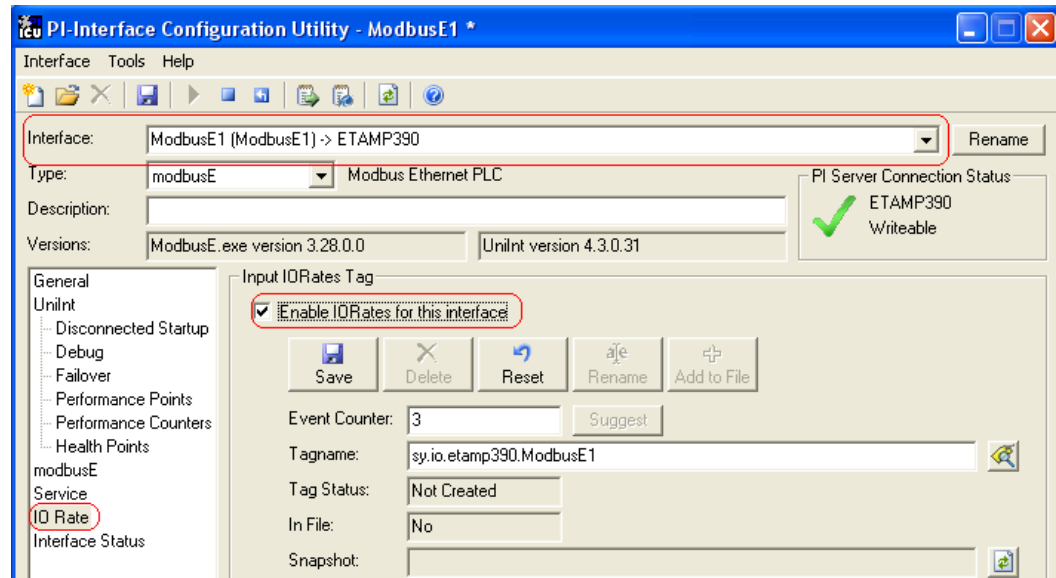 PI-Interface Configuration Utility - ModbusE1 *
Interface Tools Help
Interface: ModbusE1 (ModbusE1) -> ETAMP390 Rename
Type: modbusE Modbus Ethernet PLC
PI Server Connection Status
ETAMP390
Writeable
Description:
Versions: ModbusE.exe version 3.28.0.0 UniInt version 4.3.0.31
General
UniInt
Disconnected Startup
Debug
Failover
Performance Points
Performance Counters
Health Points
modbusE
Service
IO Rate
Interface Status
Input IORates Tag
Enable IORates for this interface
Save Delete Reset Rename Add to File
Event Counter: 3 Suggest
Tagname: sy.io.etamp390.ModbusE1
Tag Status: Not Created
In File: No
Snapshot: